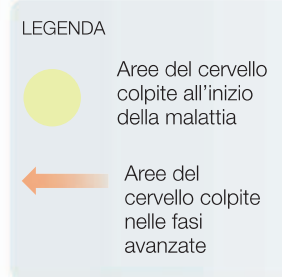 LEGENDA
Aree del cervello
colpite all'inizio
della malattia
Aree del
cervello colpite
nelle fasi
avanzate